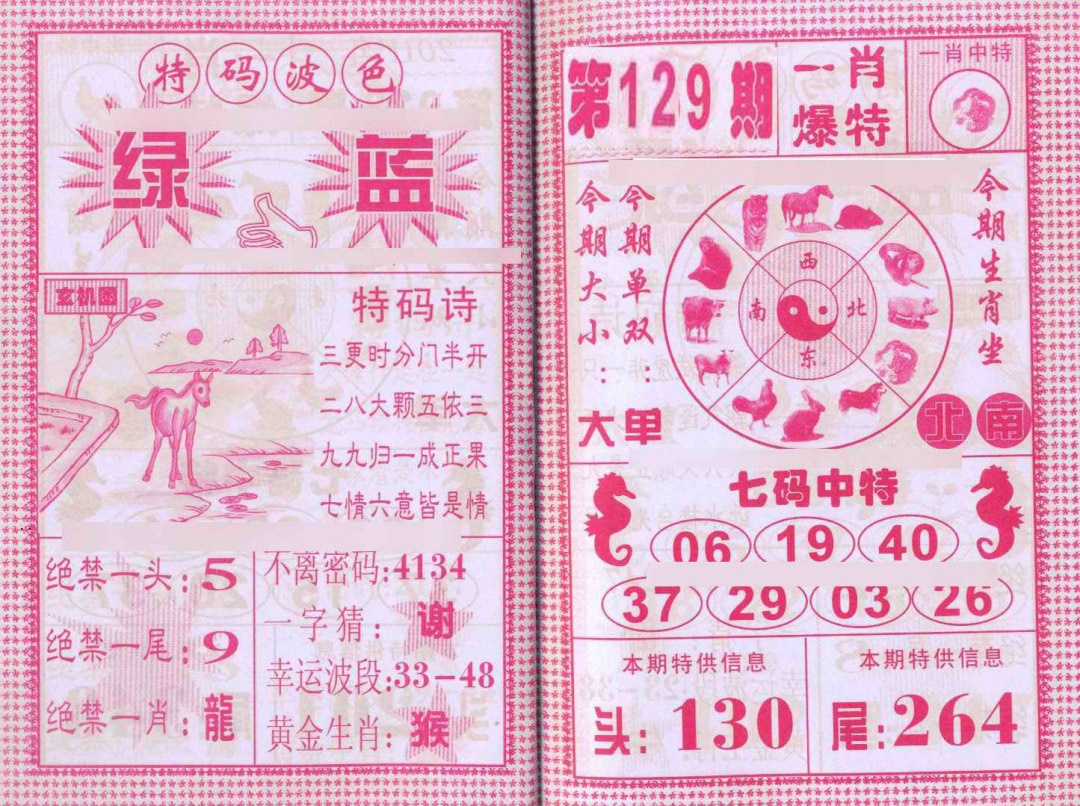 特码波色
绿 蓝
玄机图
特码诗
三更时分门半开
二八大颗五依三
九九归一成正果
七情六意皆是情
绝禁一头:5
绝禁一尾:9
绝禁一肖:龍
不离密码:4134
一字猜:谢
幸运波段:33-48
黄金生肖:猴
第129期
一肖
爆特
一肖中特
今期大小:大
今期单双:单
西
南 北
东
今期生肖坐
北南
七码中特
06 19 40
37 29 03 26
本期特供信息
头:130
本期特供信息
尾:264